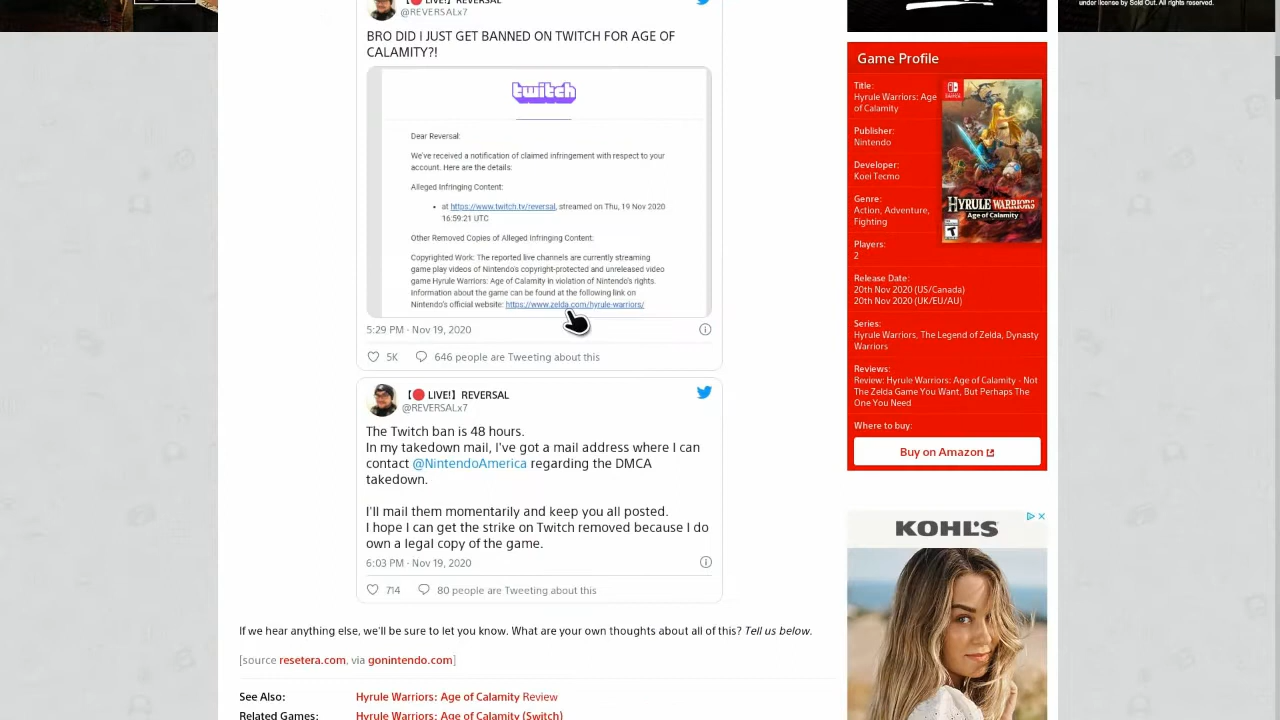 under license by Sold Out. All rights reserved.
【🔴 LIVE!】 REVERSAL
@REVERSALx7
BRO DID I JUST GET BANNED ON TWITCH FOR AGE OF
CALAMITY?!
twitch
Dear Reversal:
We've received a notification of claimed infringement with respect to your
account. Here are the details:
Alleged Infringing Content:
• at https://www.twitch.tv/reversal, streamed on Thu, 19 Nov 2020
16:59:21 UTC
Other Removed Copies of Alleged Infringing Content:
Copyrighted Work: The reported live channels are currently streaming
game play videos of Nintendo's copyright-protected and unreleased video
game Hyrule Warriors: Age of Calamity in violation of Nintendo's rights.
Information about the game can be found at the following link on
Nintendo's official website: https://www.zelda.com/hyrule-warriors/
5:29 PM · Nov 19, 2020
5K
646 people are Tweeting about this
【🔴 LIVE!】 REVERSAL
@REVERSALx7
The Twitch ban is 48 hours.
In my takedown mail, I've got a mail address where I can
contact @NintendoAmerica regarding the DMCA
takedown.
I'll mail them momentarily and keep you all posted.
I hope I can get the strike on Twitch removed because I do
own a legal copy of the game.
6:03 PM · Nov 19, 2020
714
80 people are Tweeting about this
If we hear anything else, we'll be sure to let you know. What are your own thoughts about all of this? Tell us below.
[source resetera.com, via gonintendo.com]
See Also:
Hyrule Warriors: Age of Calamity Review
Related Games:
Hyrule Warriors: Age of Calamity (Switch)
Game Profile
Title:
Hyrule Warriors: Age
of Calamity
Publisher:
Nintendo
Developer:
Koei Tecmo
Genre:
Action, Adventure,
Fighting
Players:
2
Release Date:
20th Nov 2020 (US/Canada)
20th Nov 2020 (UK/EU/AU)
Series:
Hyrule Warriors, The Legend of Zelda, Dynasty
Warriors
Reviews:
Review: Hyrule Warriors: Age of Calamity - Not
The Zelda Game You Want, But Perhaps The
One You Need
Where to buy:
Buy on Amazon
HYRULE WARRIORS
Age of Calamity
T
KOHL'S